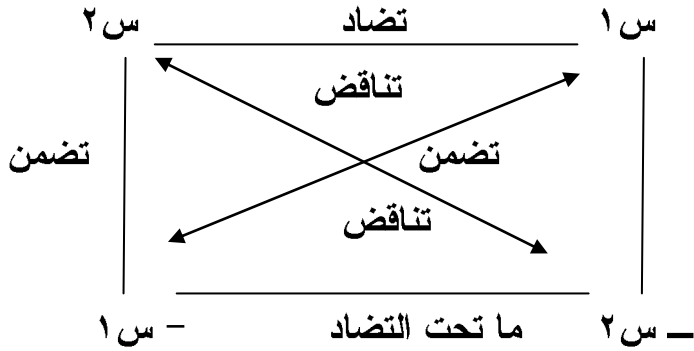 س١ تضاد س٢
تناقض
تضمن تضمن
تناقض
– س٢ ما تحت التضاد – س١